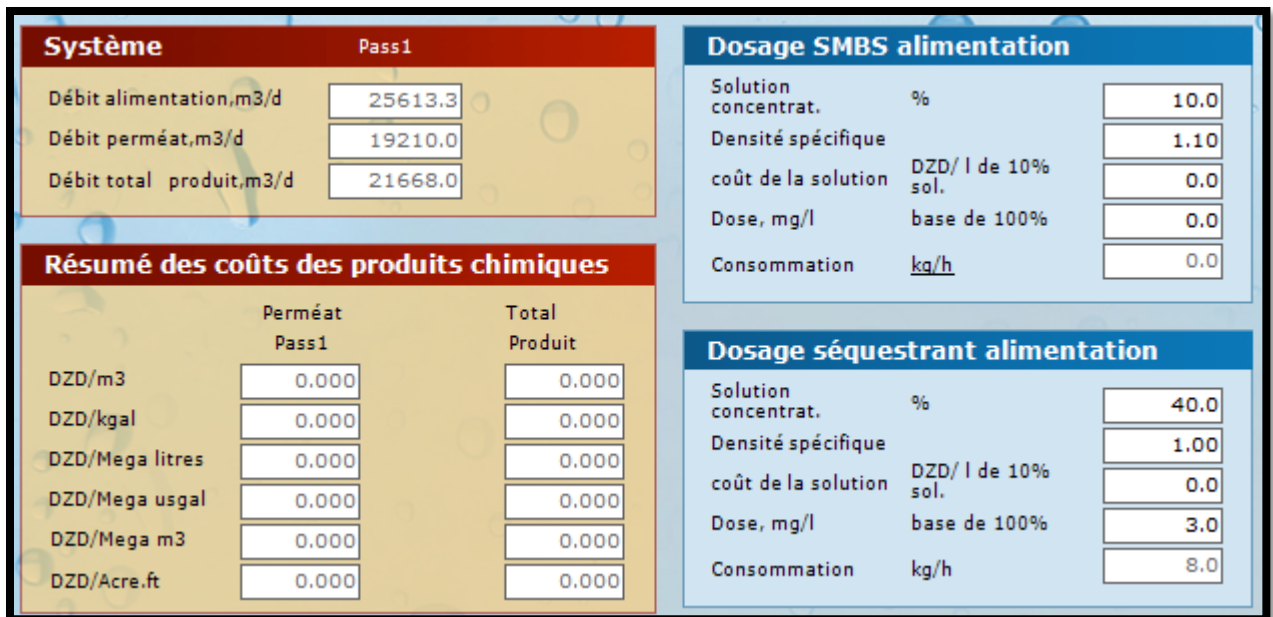 Système Pass1
Débit alimentation,m3/d 25613.3
Débit perméat,m3/d 19210.0
Débit total produit,m3/d 21668.0
Résumé des coûts des produits chimiques
Perméat Total
Pass1 Produit
DZD/m3 0.000 0.000
DZD/kgal 0.000 0.000
DZD/Mega litres 0.000 0.000
DZD/Mega usgal 0.000 0.000
DZD/Mega m3 0.000 0.000
DZD/Acre.ft 0.000 0.000
Dosage SMBS alimentation
Solution
concentrat. % 10.0
Densité spécifique 1.10
coût de la solution DZD/ l de 10%
sol. 0.0
Dose, mg/l base de 100% 0.0
Consommation kg/h 0.0
Dosage séquestrant alimentation
Solution
concentrat. % 40.0
Densité spécifique 1.00
coût de la solution DZD/ l de 10%
sol. 0.0
Dose, mg/l base de 100% 3.0
Consommation kg/h 8.0